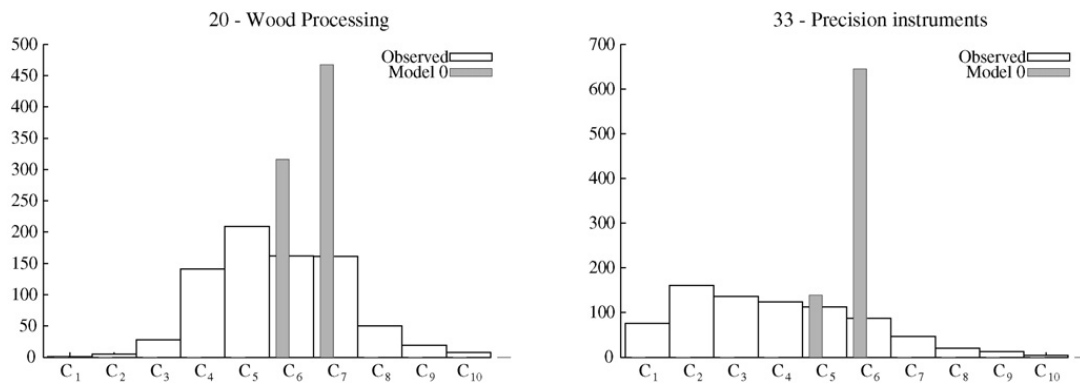 20 - Wood Processing
500
450
400
350
300
250
200
150
100
50
0
Observed
Model 0
C1 C2 C3 C4 C5 C6 C7 C8 C9 C10
33 - Precision instruments
700
600
500
400
300
200
100
0
Observed
Model 0
C1 C2 C3 C4 C5 C6 C7 C8 C9 C10